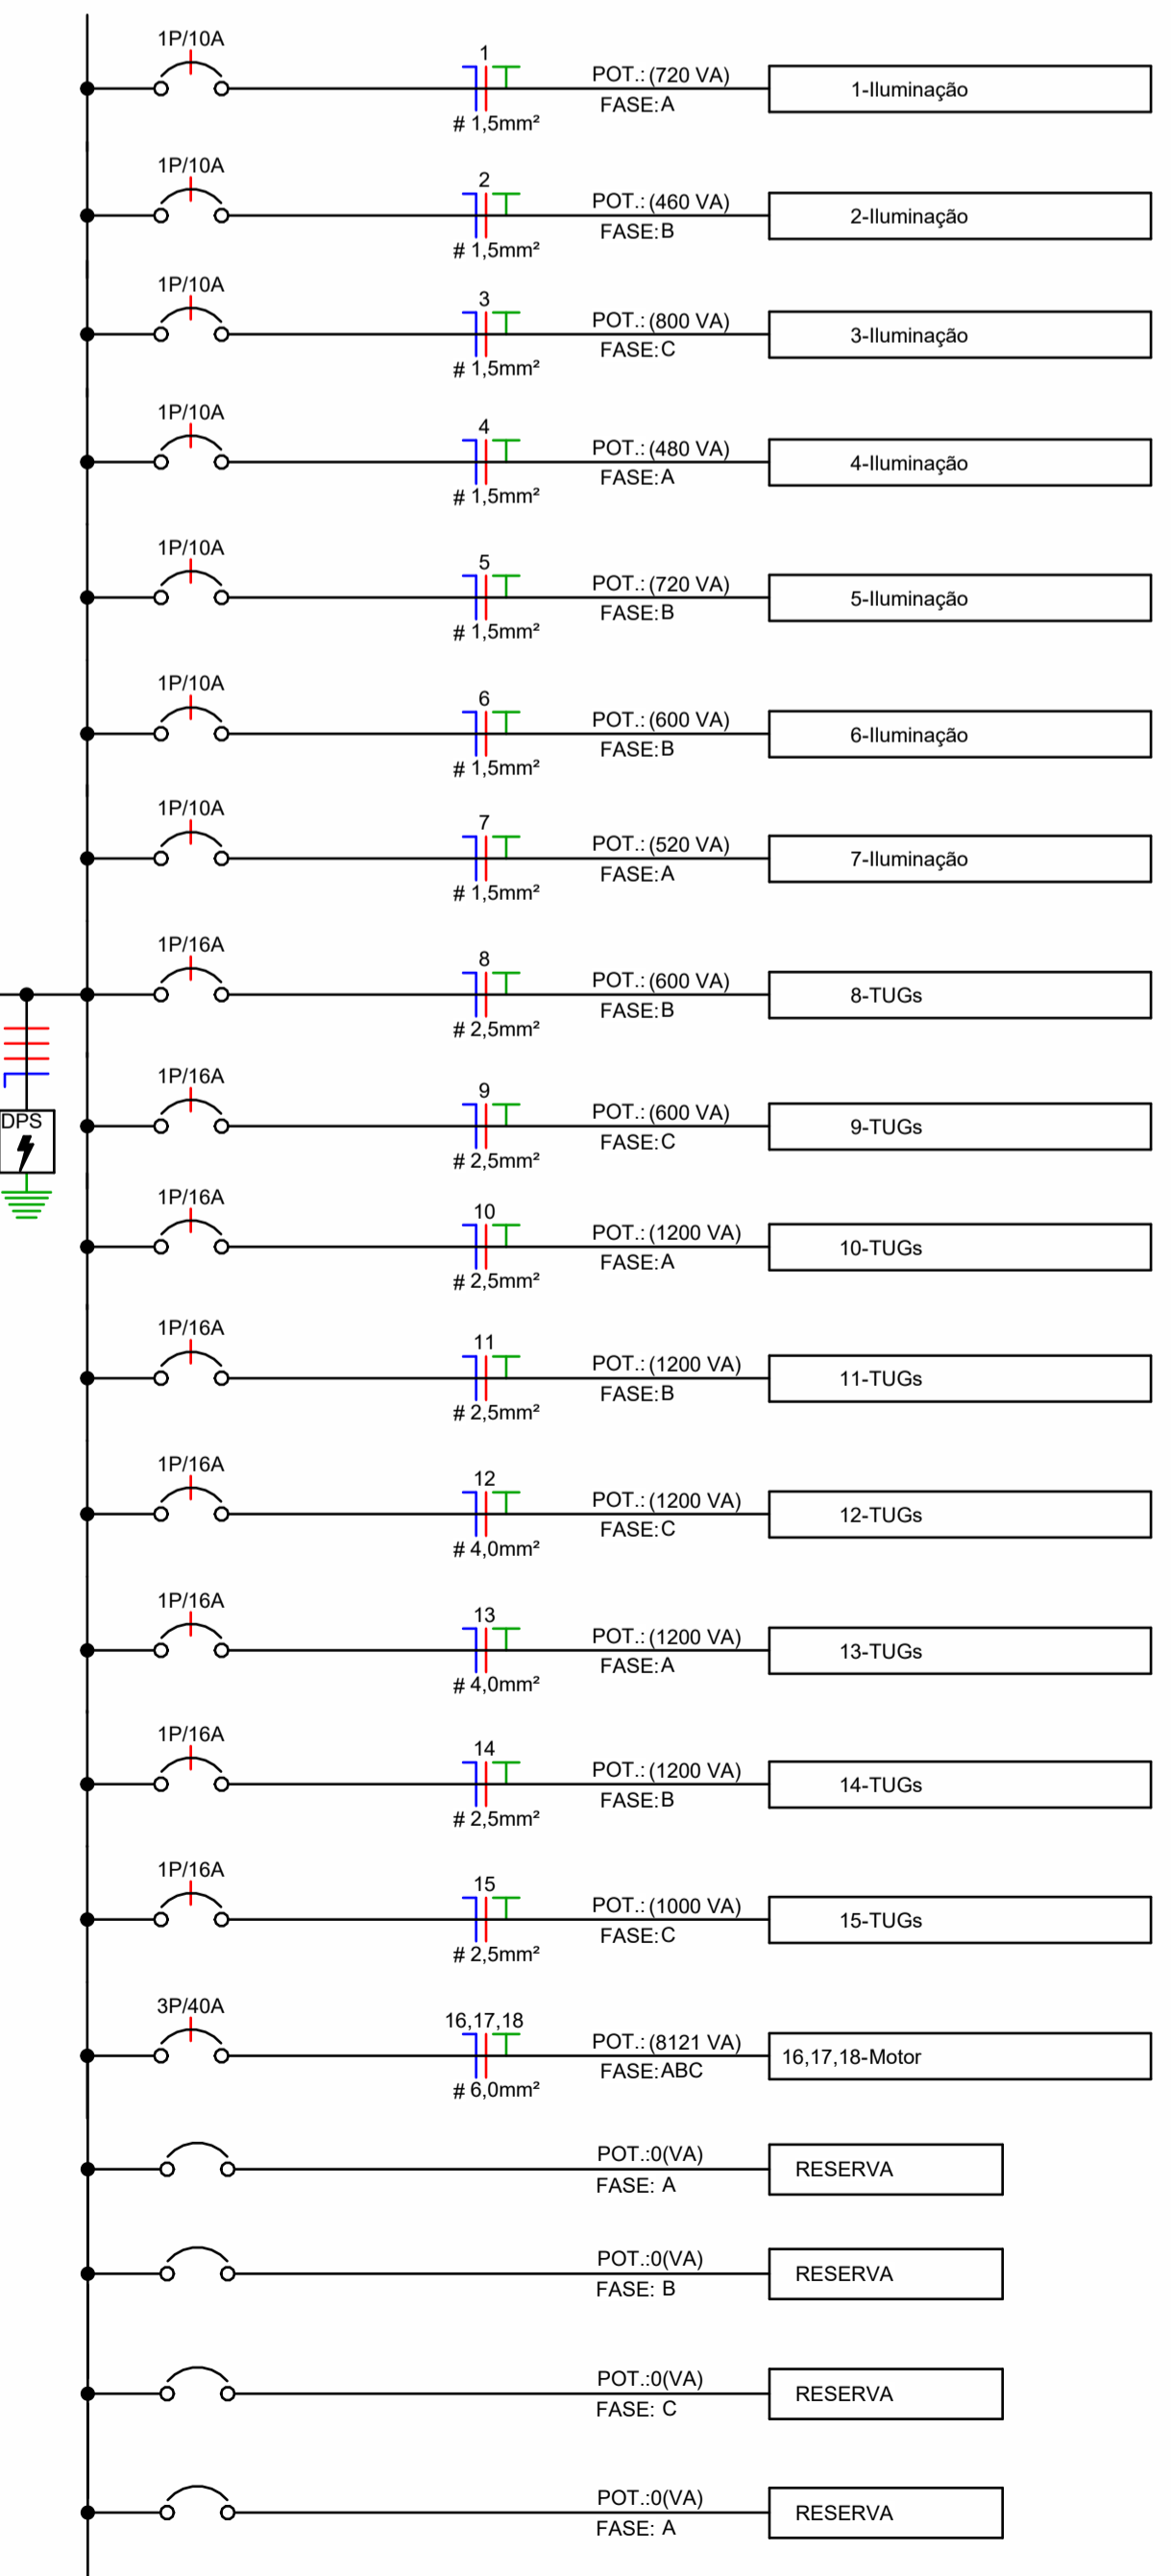 1P/10A
1
POT.: (720 VA)
FASE: A
# 1,5mm²
1-Iluminação
1P/10A
2
POT.: (460 VA)
FASE: B
# 1,5mm²
2-Iluminação
1P/10A
3
POT.: (800 VA)
FASE: C
# 1,5mm²
3-Iluminação
1P/10A
4
POT.: (480 VA)
FASE: A
# 1,5mm²
4-Iluminação
1P/10A
5
POT.: (720 VA)
FASE: B
# 1,5mm²
5-Iluminação
1P/10A
6
POT.: (600 VA)
FASE: B
# 1,5mm²
6-Iluminação
1P/10A
7
POT.: (520 VA)
FASE: A
# 1,5mm²
7-Iluminação
1P/16A
8
POT.: (600 VA)
FASE: B
# 2,5mm²
8-TUGs
DPS
1P/16A
9
POT.: (600 VA)
FASE: C
# 2,5mm²
9-TUGs
1P/16A
10
POT.: (1200 VA)
FASE: A
# 2,5mm²
10-TUGs
1P/16A
11
POT.: (1200 VA)
FASE: B
# 2,5mm²
11-TUGs
1P/16A
12
POT.: (1200 VA)
FASE: C
# 4,0mm²
12-TUGs
1P/16A
13
POT.: (1200 VA)
FASE: A
# 4,0mm²
13-TUGs
1P/16A
14
POT.: (1200 VA)
FASE: B
# 2,5mm²
14-TUGs
1P/16A
15
POT.: (1000 VA)
FASE: C
# 2,5mm²
15-TUGs
3P/40A
16,17,18
POT.: (8121 VA)
FASE: ABC
# 6,0mm²
16,17,18-Motor
POT.:0(VA)
FASE: A
RESERVA
POT.:0(VA)
FASE: B
RESERVA
POT.:0(VA)
FASE: C
RESERVA
POT.:0(VA)
FASE: A
RESERVA